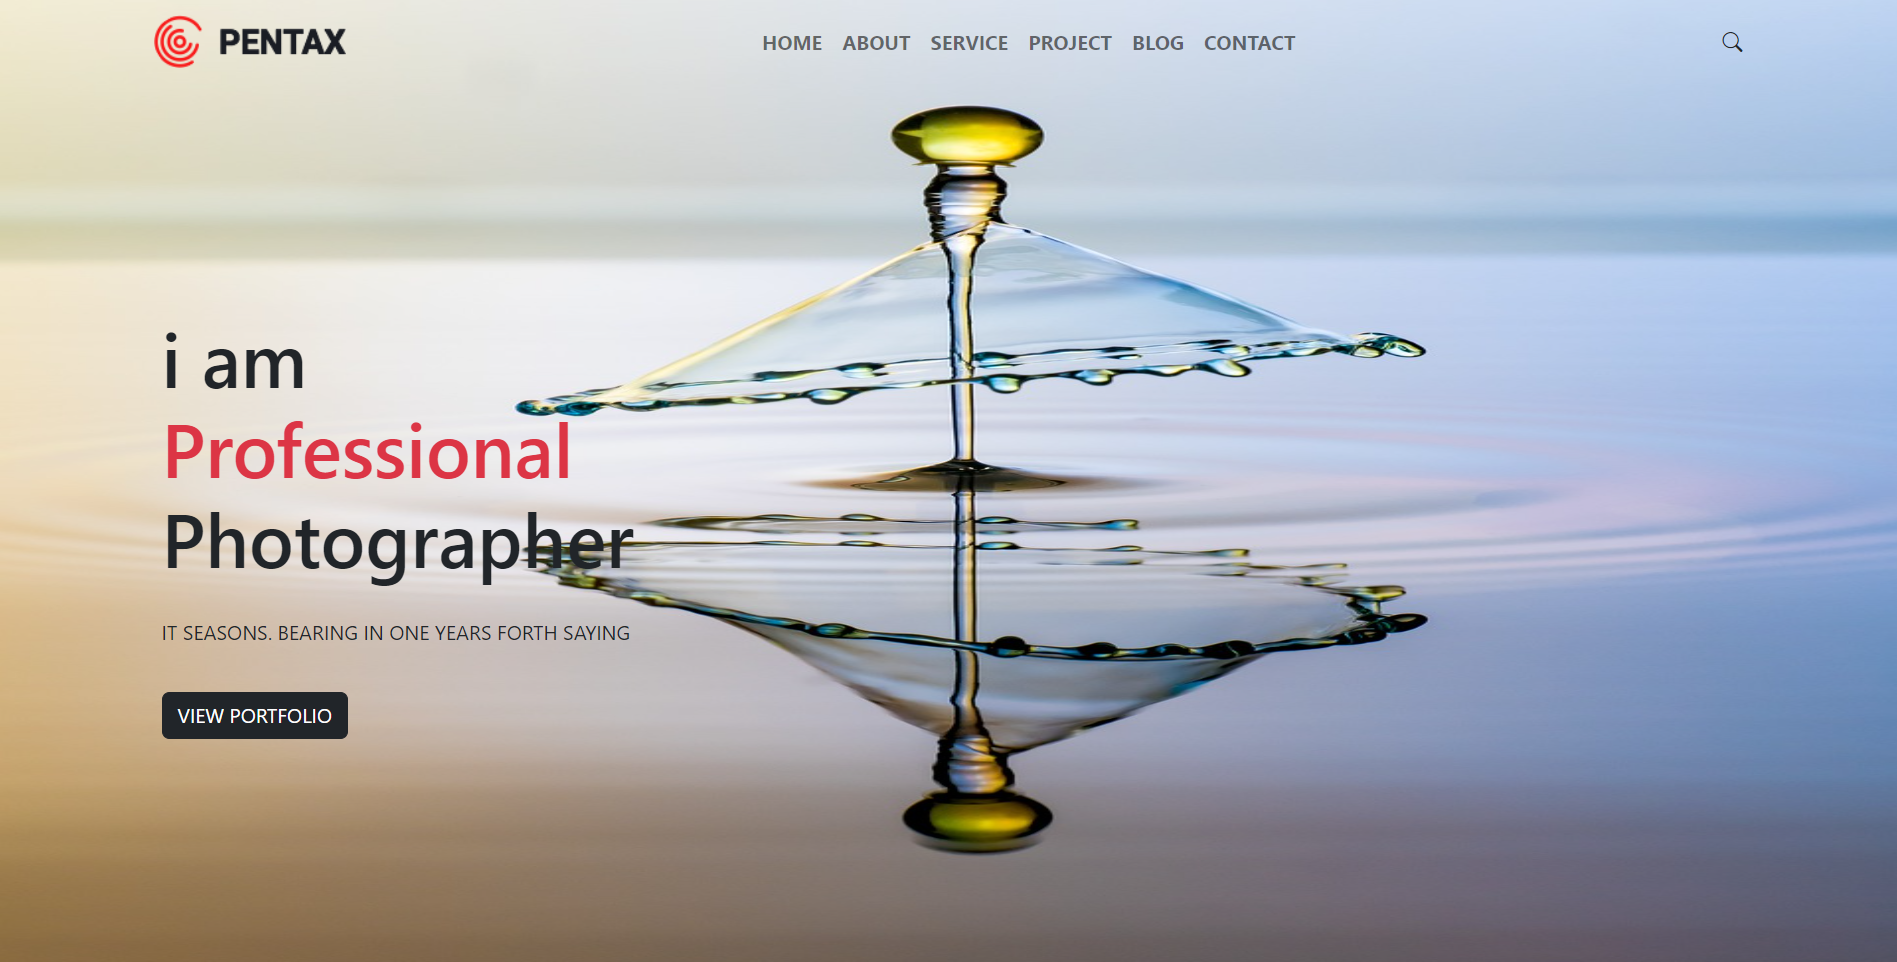 PENTAX
HOME ABOUT SERVICE PROJECT BLOG CONTACT
i am
Professional
Photographer
IT SEASONS. BEARING IN ONE YEARS FORTH SAYING
VIEW PORTFOLIO